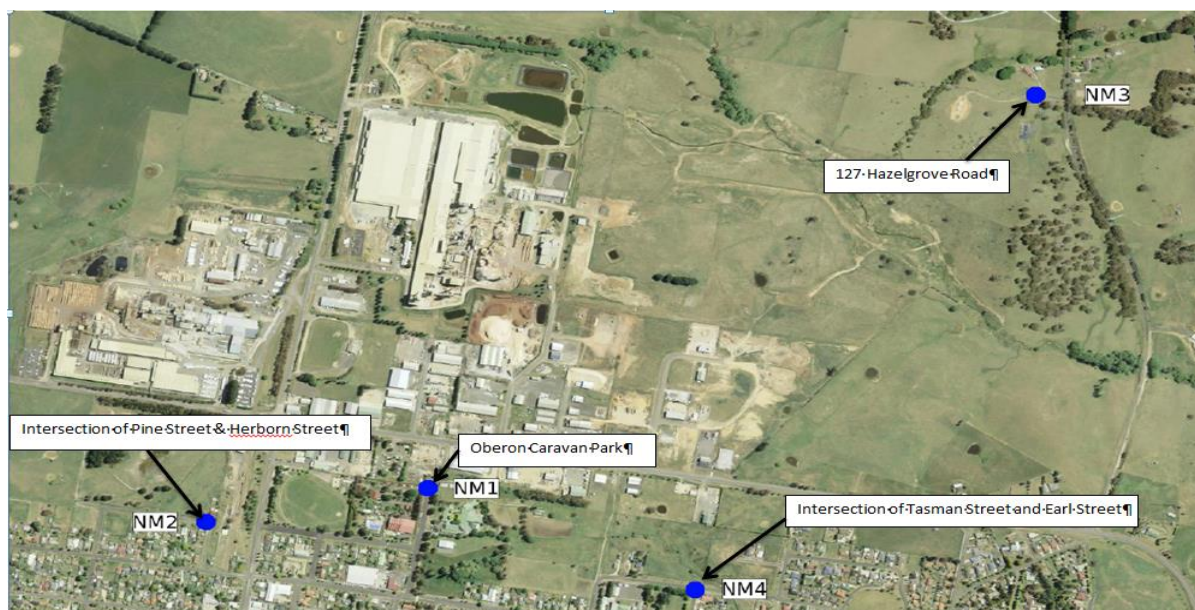 NM3
127·Hazelgrove·Road¶
Intersection·of·Pine·Street·&·Herborn·Street¶
Oberon·Caravan·Park¶
NM1
NM2
Intersection·of·Tasman·Street·and·Earl·Street¶
NM4